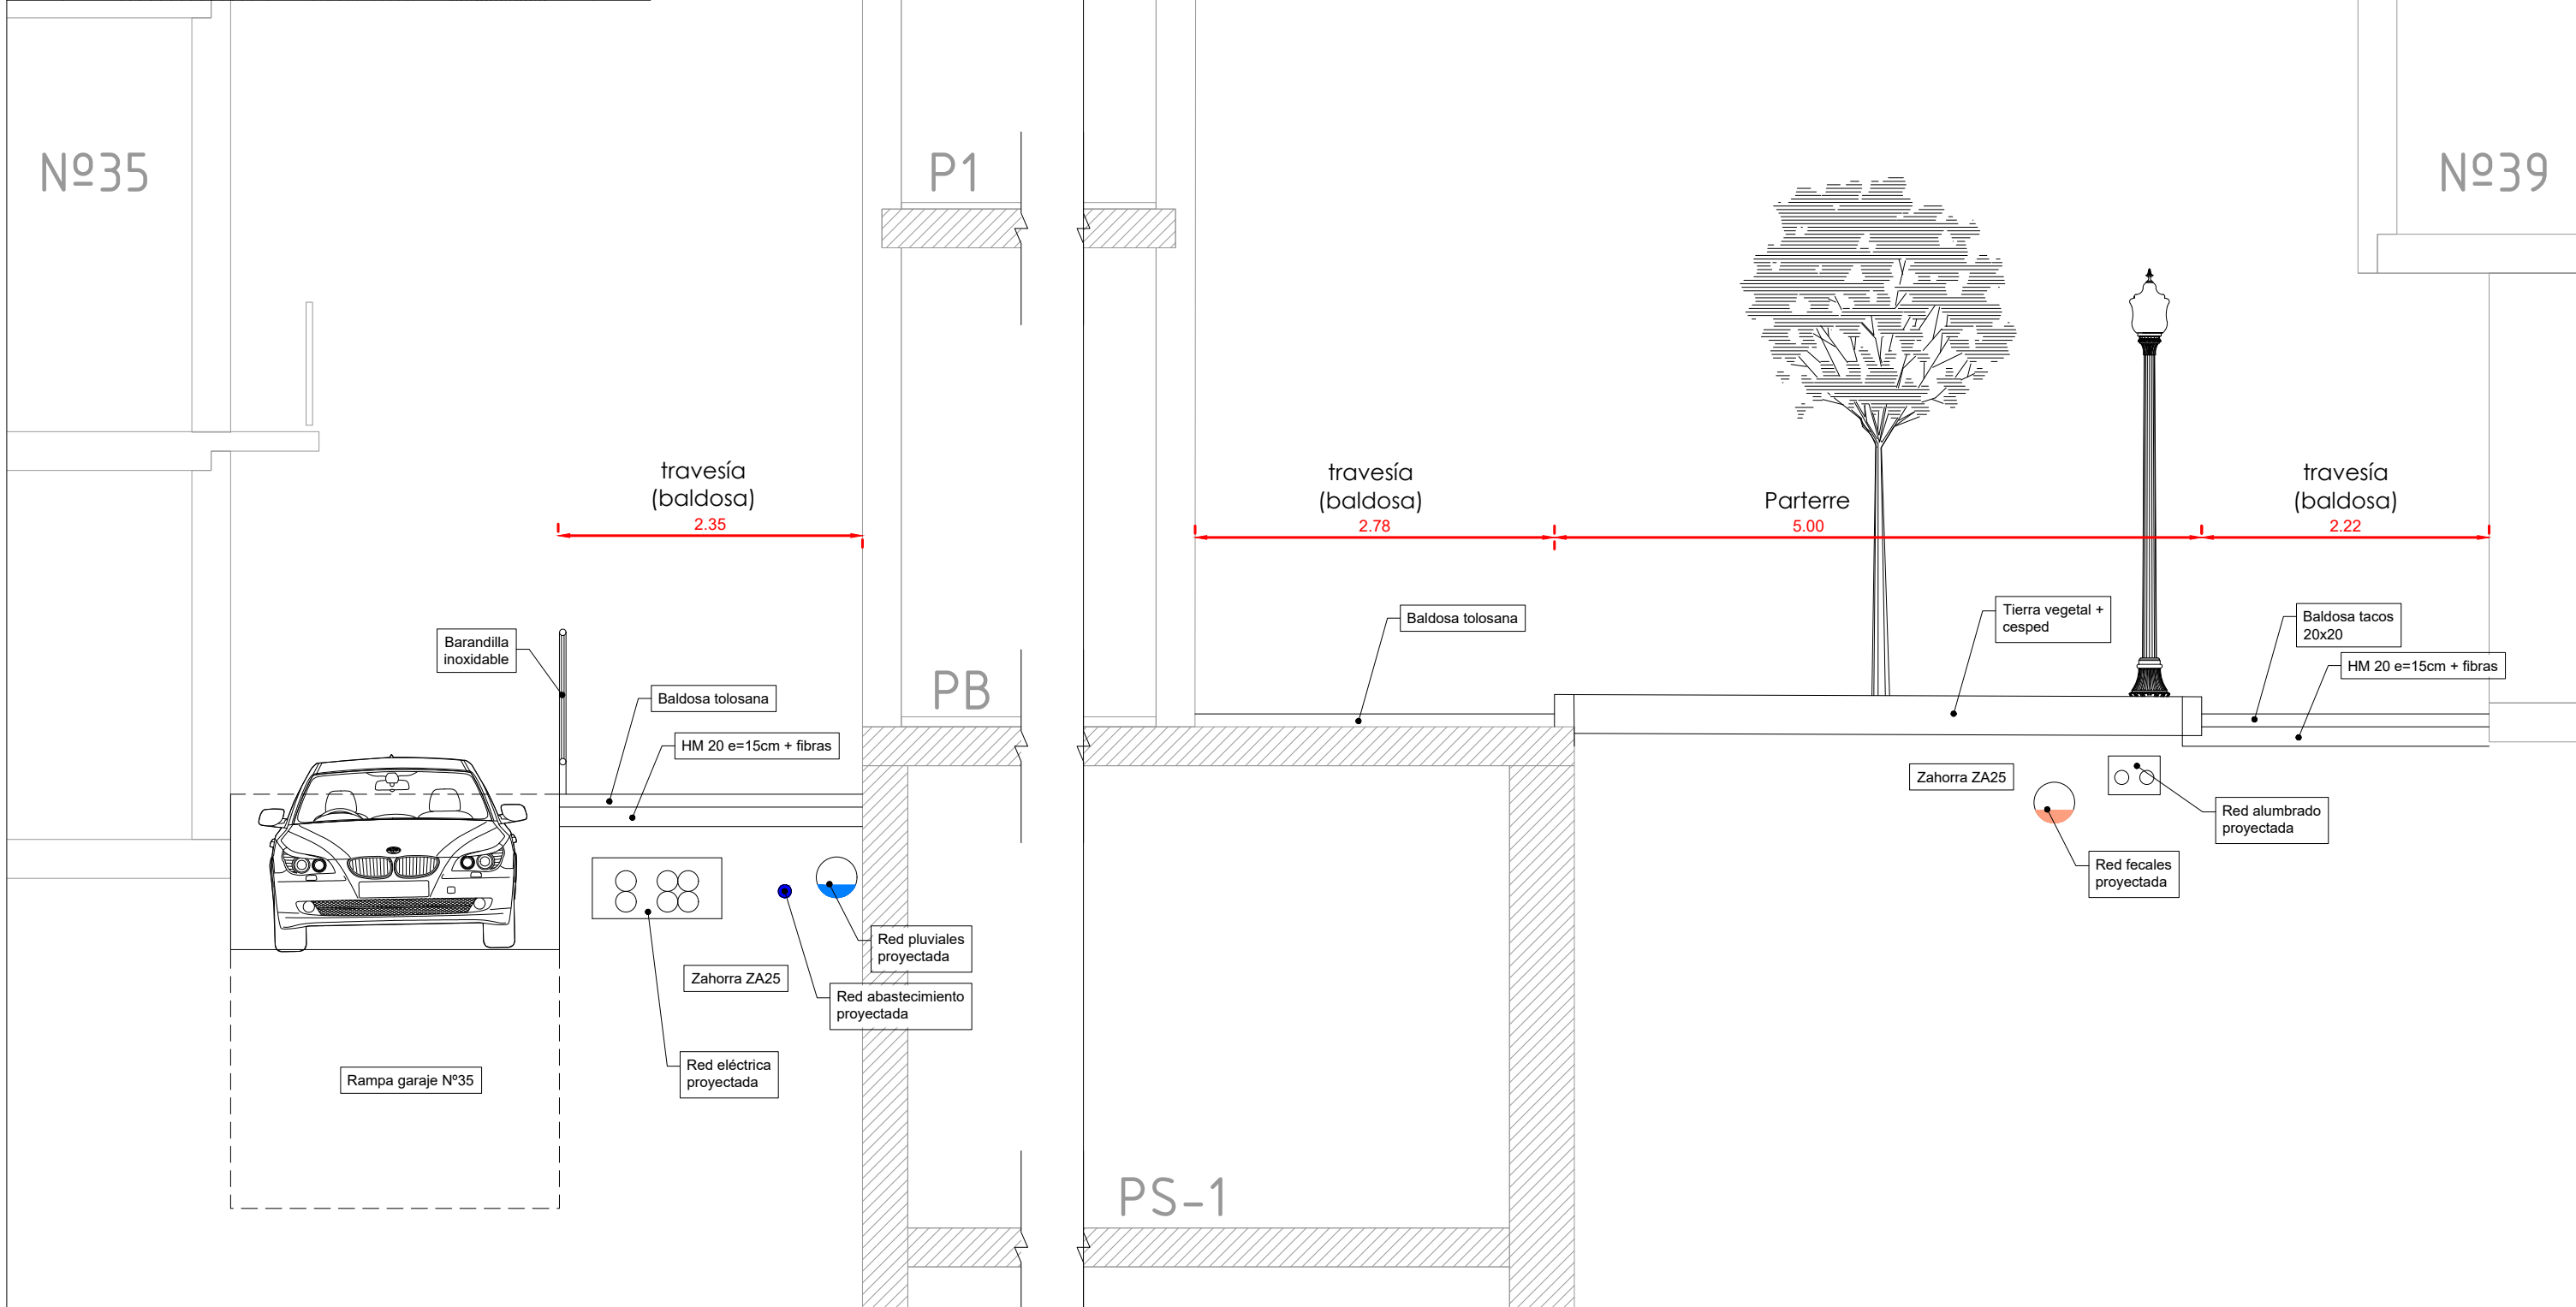 Nº35
P1
Nº39
travesía
(baldosa)
2.35
travesía
(baldosa)
2.78
Parterre
5.00
travesía
(baldosa)
2.22
Barandilla
inoxidable
Baldosa tolosana
HM 20 e=15cm + fibras
PB
Baldosa tolosana
Tierra vegetal +
cesped
Baldosa tacos
20x20
HM 20 e=15cm + fibras
Zahorra ZA25
Red alumbrado
proyectada
Red fecales
proyectada
Red pluviales
proyectada
Zahorra ZA25
Red abastecimiento
proyectada
Red eléctrica
proyectada
Rampa garaje Nº35
PS-1